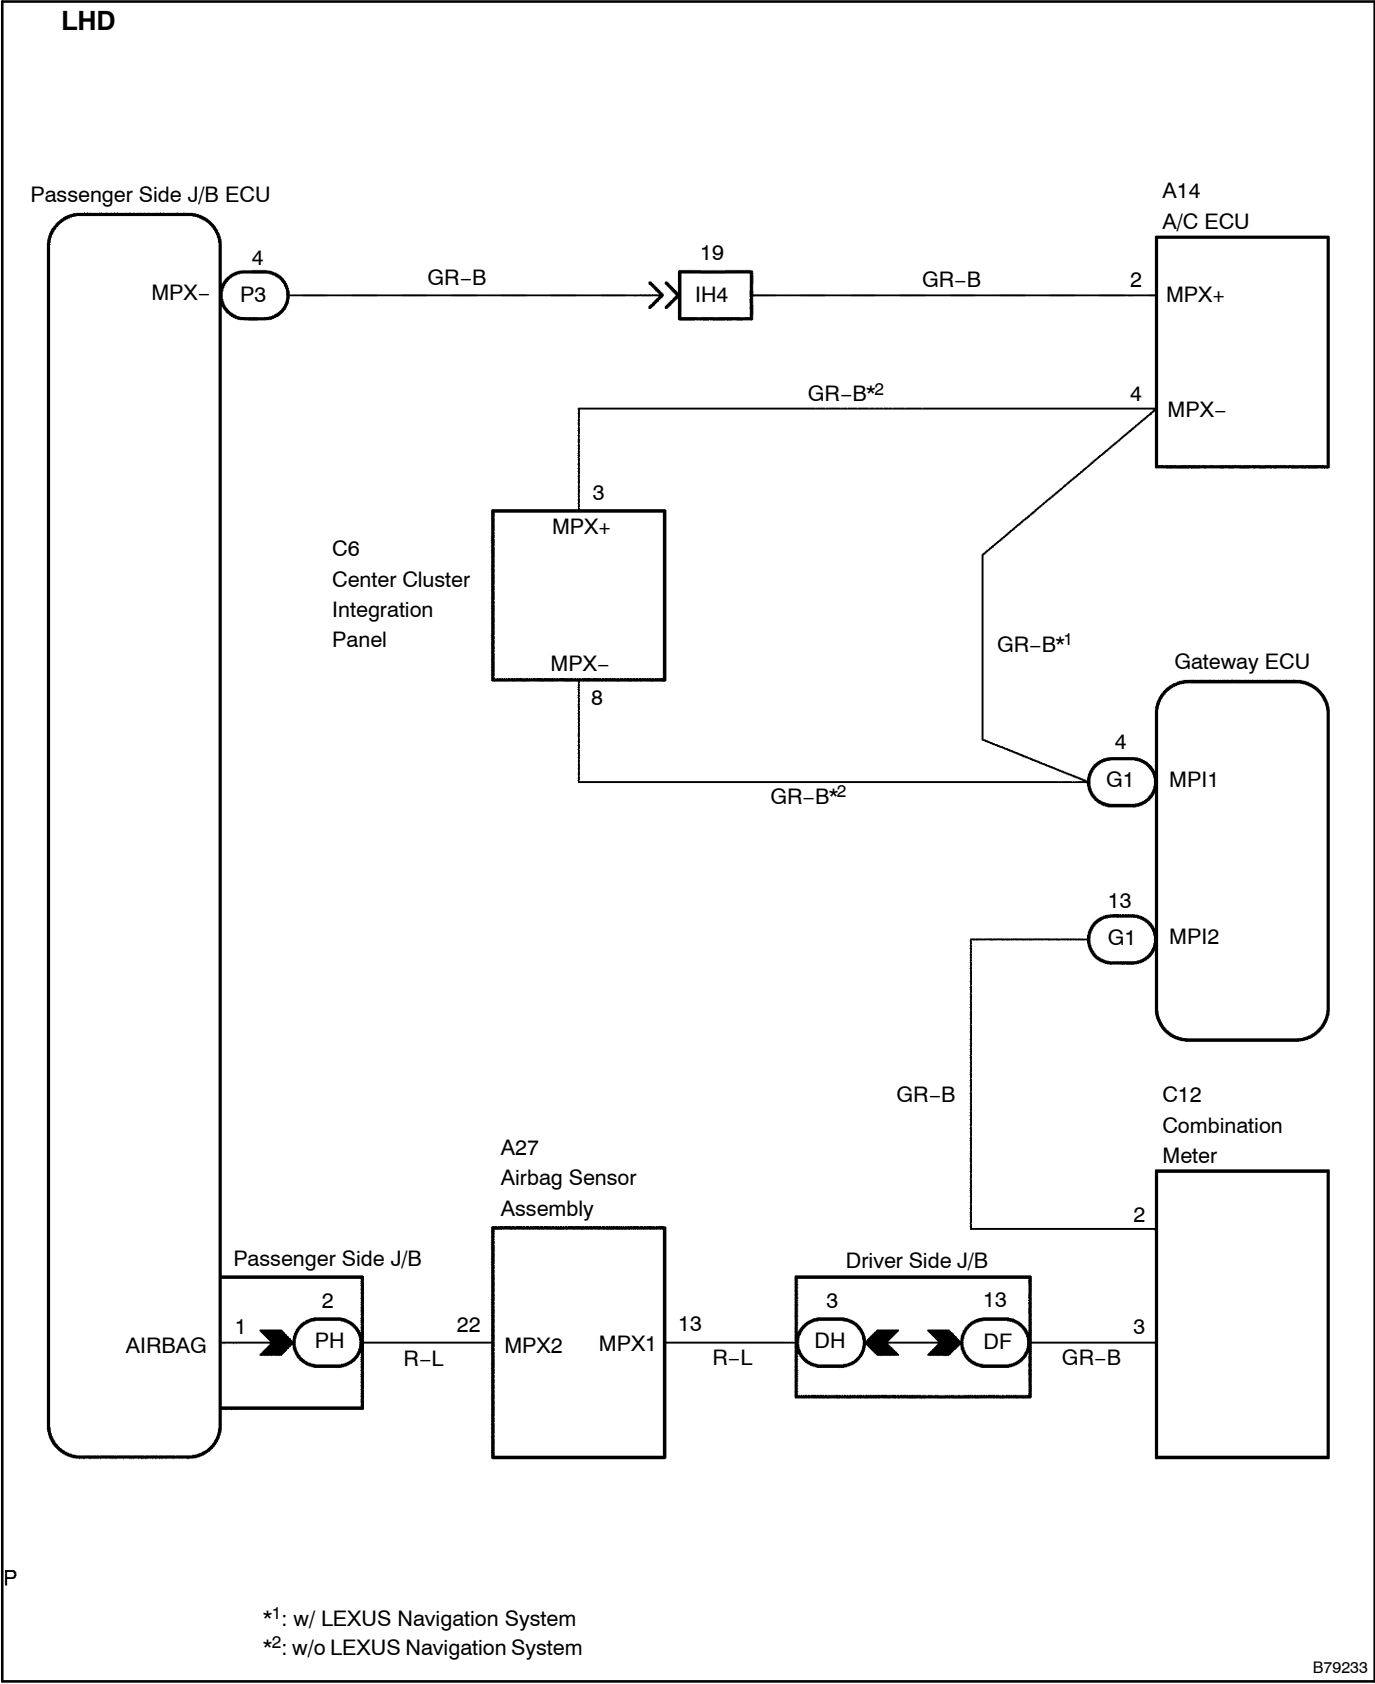 LHD
Passenger Side J/B ECU
A14
A/C ECU
MPX−
4
P3
GR−B
19
IH4
GR−B
2
MPX+
GR−B*2
4
MPX−
3
MPX+
C6
Center Cluster
Integration
Panel
MPX−
8
GR−B*1
Gateway ECU
4
G1
MPI1
GR−B*2
13
G1
MPI2
GR−B
C12
Combination
Meter
A27
Airbag Sensor
Assembly
2
Passenger Side J/B
Driver Side J/B
AIRBAG
1
2
PH
R−L
22
MPX2
MPX1
13
R−L
3
DH
13
DF
GR−B
3
P
*1: w/ LEXUS Navigation System
*2: w/o LEXUS Navigation System
B79233